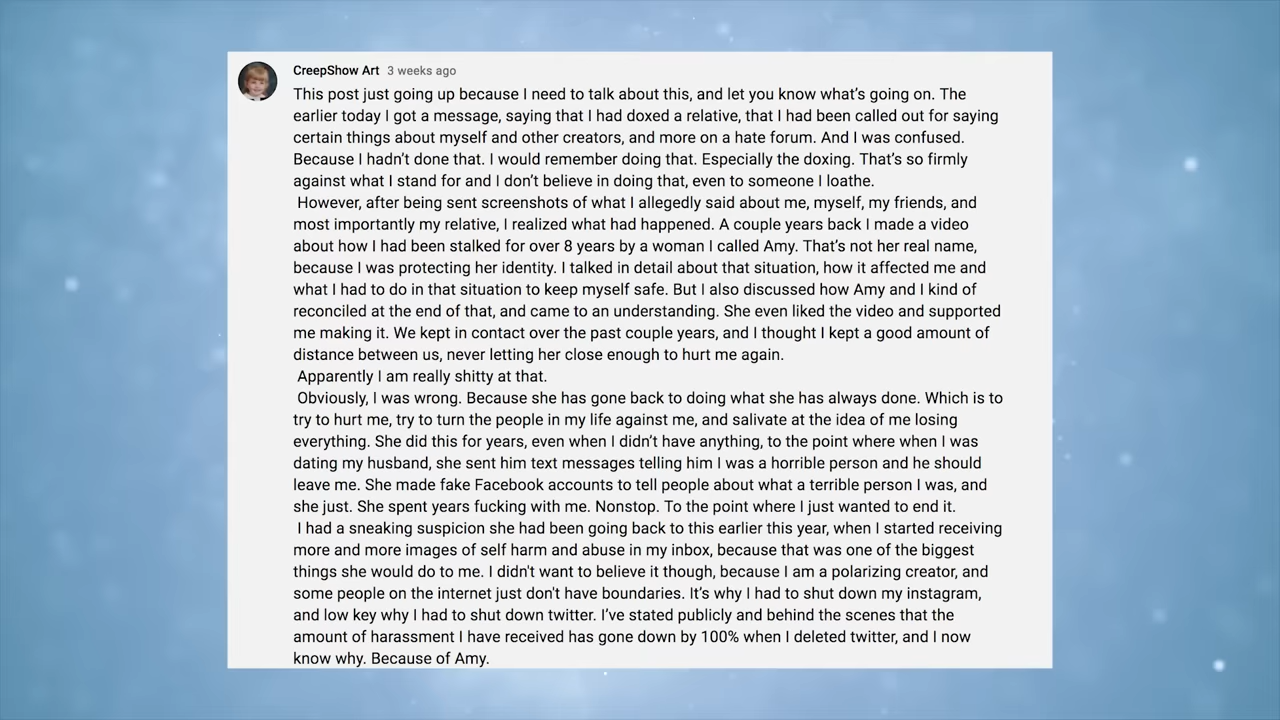 CreepShow Art 3 weeks ago
This post just going up because I need to talk about this, and let you know what’s going on. The
earlier today I got a message, saying that I had doxed a relative, that I had been called out for saying
certain things about myself and other creators, and more on a hate forum. And I was confused.
Because I hadn’t done that. I would remember doing that. Especially the doxing. That’s so firmly
against what I stand for and I don’t believe in doing that, even to someone I loathe.
However, after being sent screenshots of what I allegedly said about me, myself, my friends, and
most importantly my relative, I realized what had happened. A couple years back I made a video
about how I had been stalked for over 8 years by a woman I called Amy. That’s not her real name,
because I was protecting her identity. I talked in detail about that situation, how it affected me and
what I had to do in that situation to keep myself safe. But I also discussed how Amy and I kind of
reconciled at the end of that, and came to an understanding. She even liked the video and supported
me making it. We kept in contact over the past couple years, and I thought I kept a good amount of
distance between us, never letting her close enough to hurt me again.
Apparently I am really shitty at that.
Obviously, I was wrong. Because she has gone back to doing what she has always done. Which is to
try to hurt me, try to turn the people in my life against me, and salivate at the idea of me losing
everything. She did this for years, even when I didn’t have anything, to the point where when I was
dating my husband, she sent him text messages telling him I was a horrible person and he should
leave me. She made fake Facebook accounts to tell people about what a terrible person I was, and
she just. She spent years fucking with me. Nonstop. To the point where I just wanted to end it.
I had a sneaking suspicion she had been going back to this earlier this year, when I started receiving
more and more images of self harm and abuse in my inbox, because that was one of the biggest
things she would do to me. I didn't want to believe it though, because I am a polarizing creator, and
some people on the internet just don't have boundaries. It’s why I had to shut down my instagram,
and low key why I had to shut down twitter. I’ve stated publicly and behind the scenes that the
amount of harassment I have received has gone down by 100% when I deleted twitter, and I now
know why. Because of Amy.